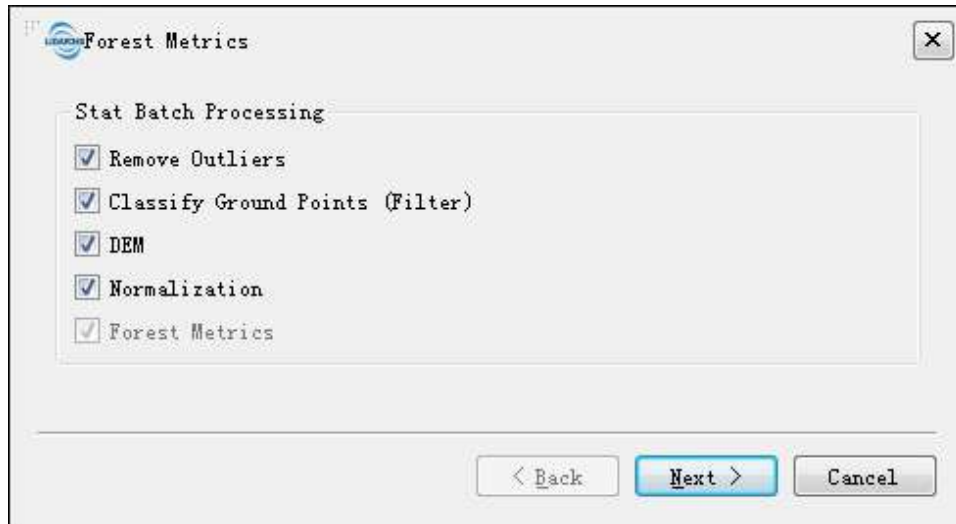 Forest Metrics
Stat Batch Processing
Remove Outliers
Classify Ground Points (Filter)
DEM
Normalization
Forest Metrics
< Back
Next >
Cancel